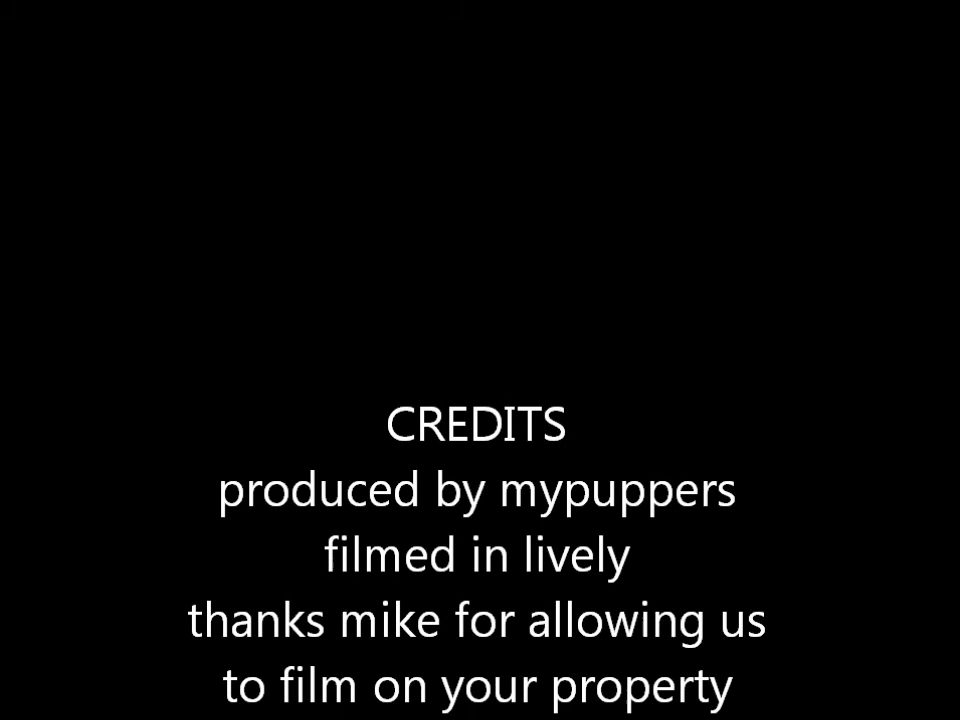 CREDITS
produced by mypuppers
filmed in lively
thanks mike for allowing us
to film on your property